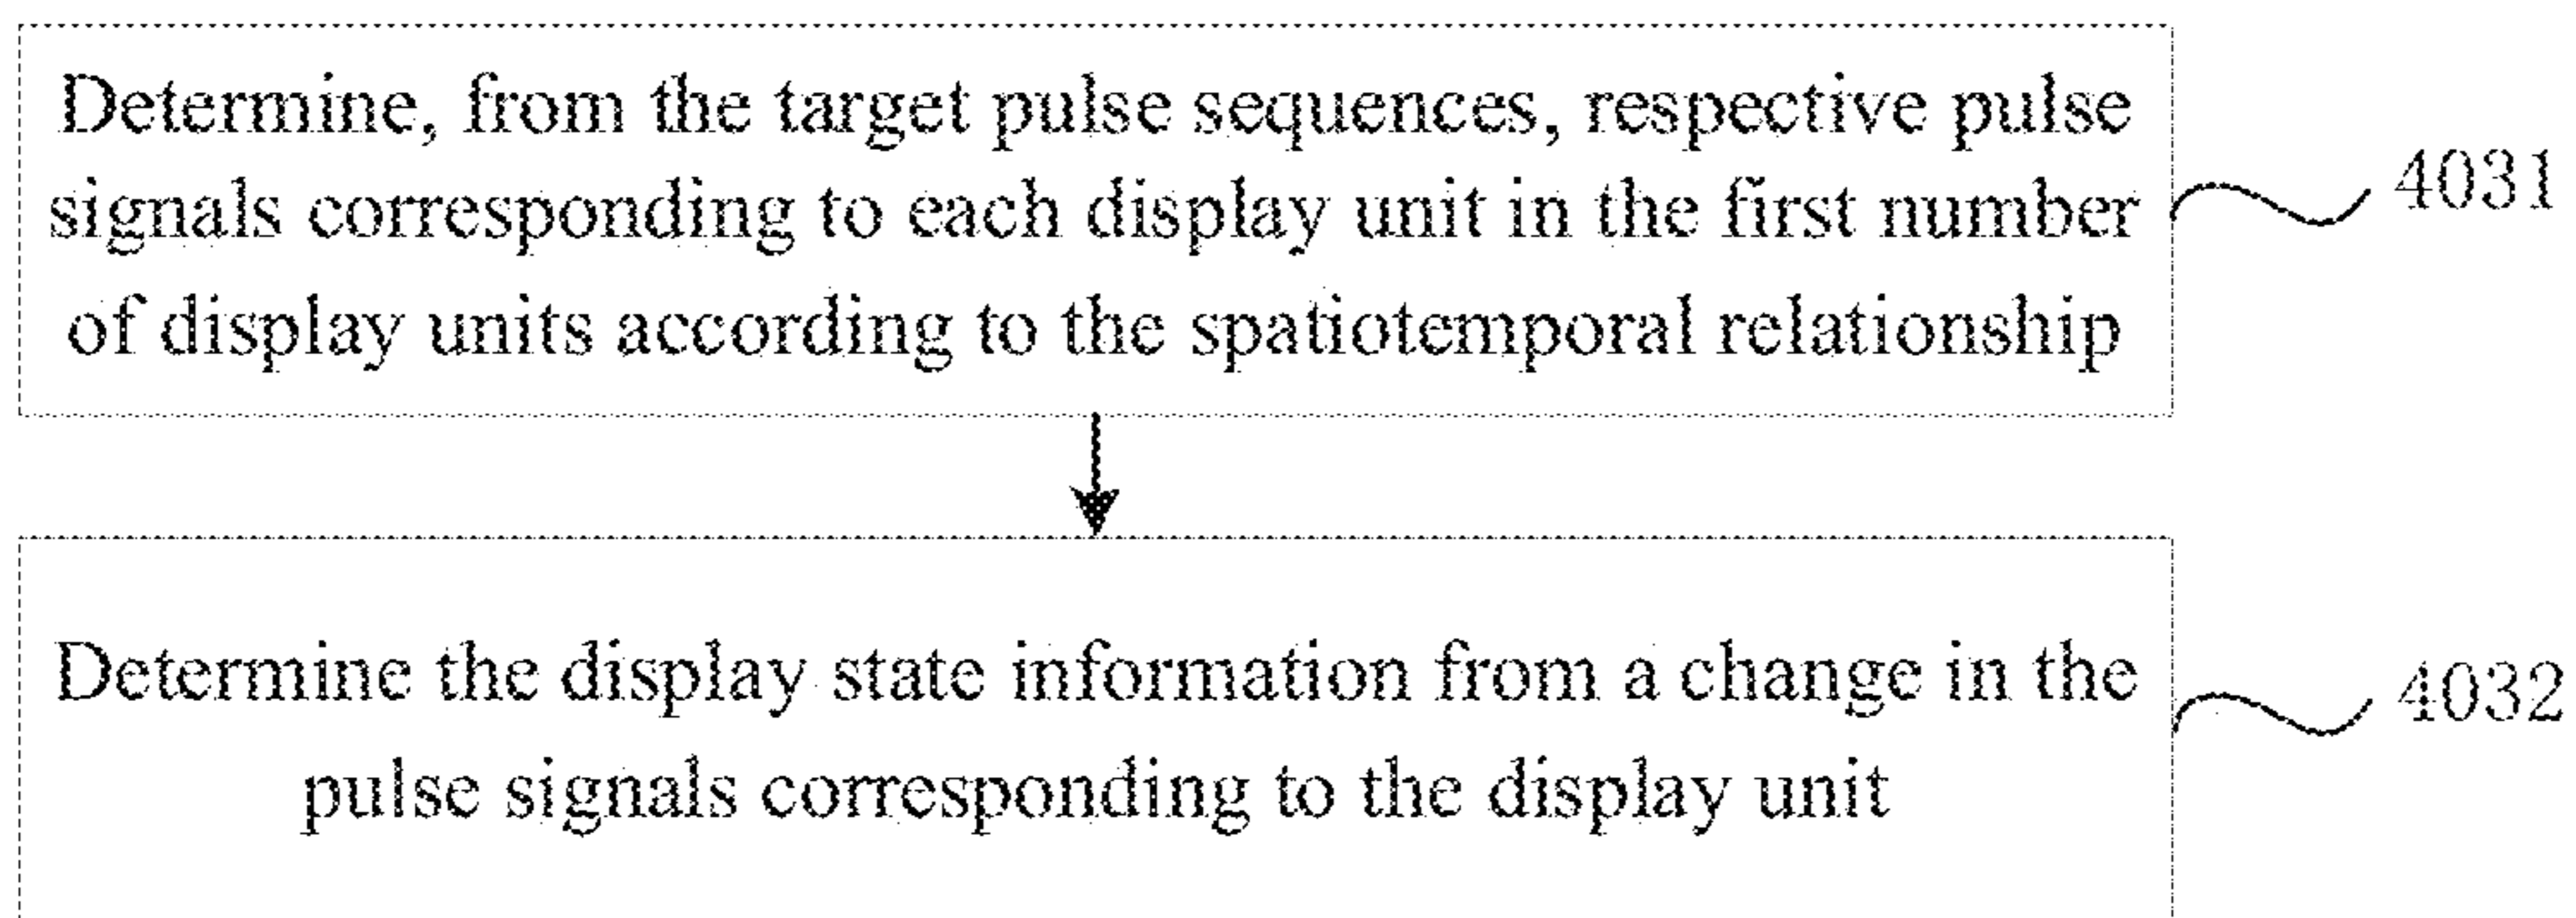 Determine, from the target pulse sequences, respective pulse
signals corresponding to each display unit in the first number
of display units according to the spatiotemporal relationship
4031
Determine the display state information from a change in the
pulse signals corresponding to the display unit
4032